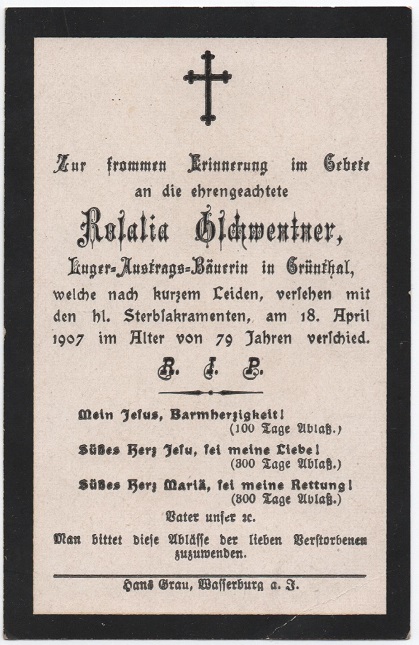 Zur frommen Erinnerung im Gebete
an die ehrengeachtete
Rosalia Gschwentner,
Luger-Austrags-Bäuerin in Grünthal,
welche nach kurzem Leiden, versehen mit
den hl. Sterbsakramenten, am 18. April
1907 im Alter von 79 Jahren verschied.
R. I. P.
Mein Jesus, Barmherzigkeit!
(100 Tage Ablaß.)
Süßes Herz Jesu, sei meine Liebe!
(300 Tage Ablaß.)
Süßes Herz Mariä, sei meine Rettung!
(300 Tage Ablaß.)
Vater unser ꝛc.
Man bittet diese Ablässe der lieben Verstorbenen
zuzuwenden.
Hans Grau, Wasserburg a. I.